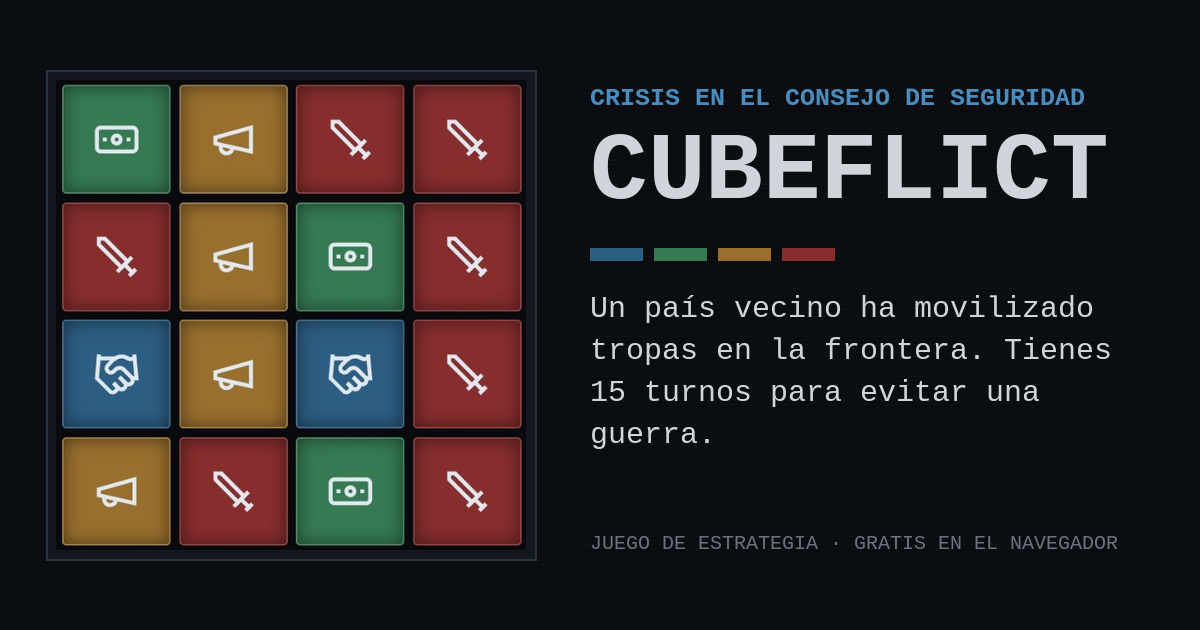 CRISIS EN EL CONSEJO DE SEGURIDAD
CUBEFLICT
Un país vecino ha movilizado
tropas en la frontera. Tienes
15 turnos para evitar una
guerra.
JUEGO DE ESTRATEGIA · GRATIS EN EL NAVEGADOR